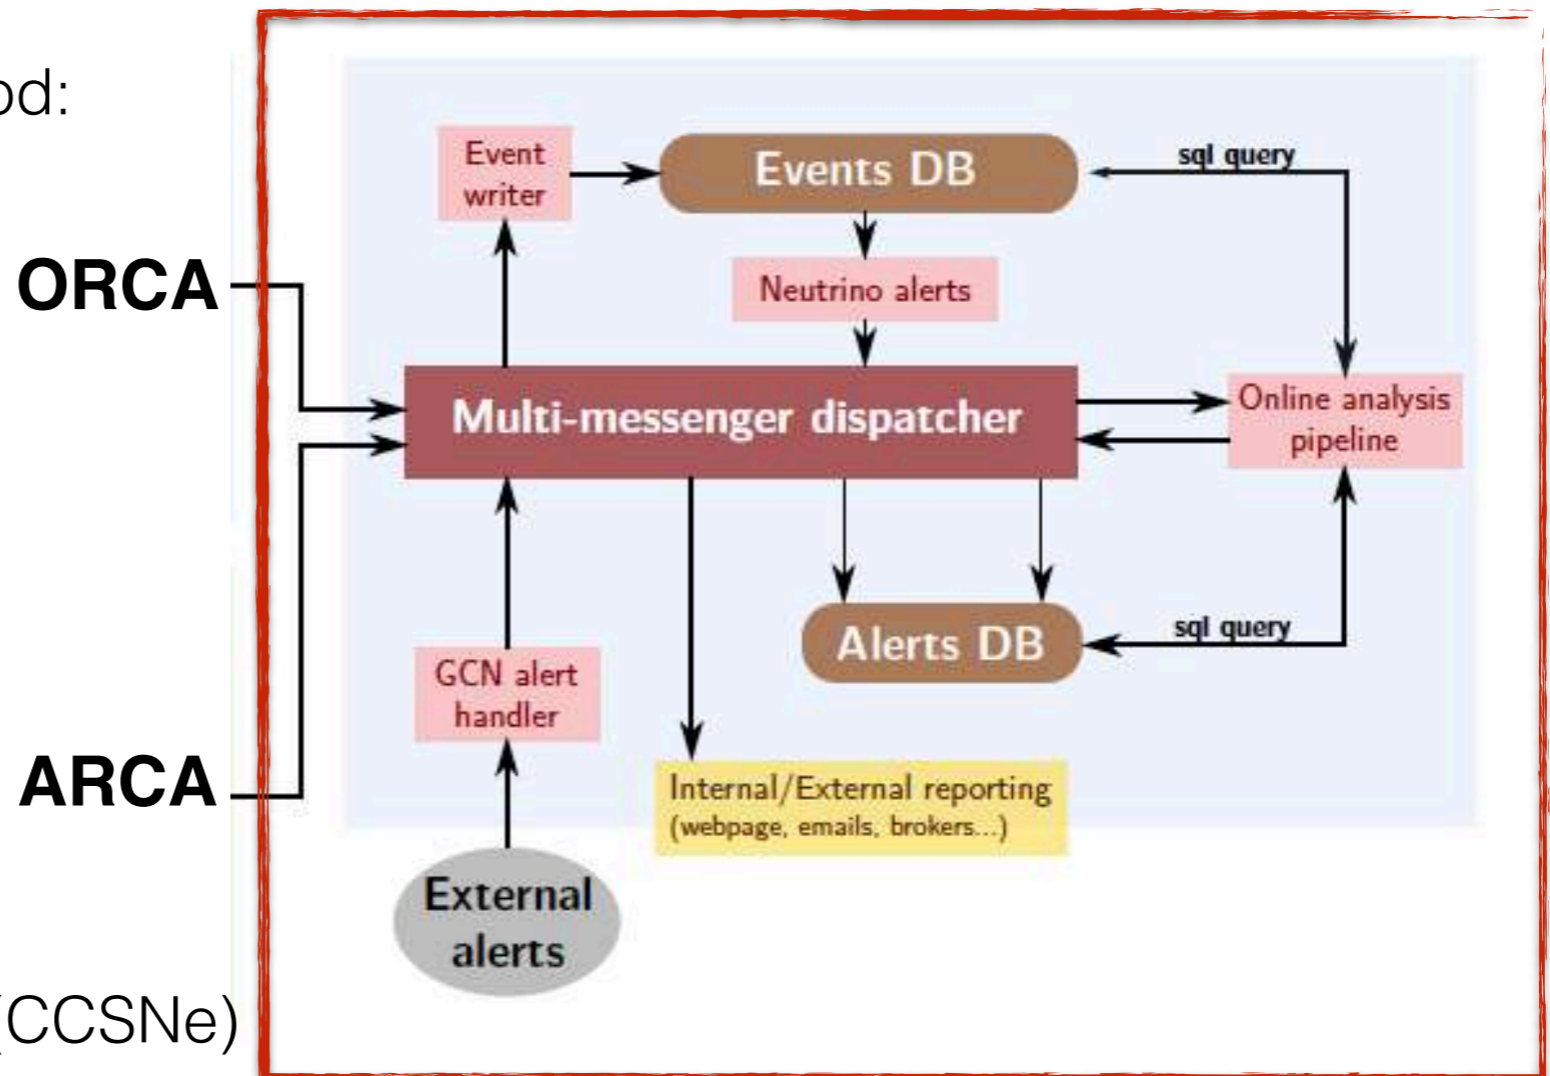 od:
Event
writer
Events DB
sql query
ORCA
Neutrino alerts
Multi-messenger dispatcher
Online analysis
pipeline
GCN alert
handler
Alerts DB
sql query
ARCA
Internal/External reporting
(webpage, emails, brokers...)
External
alerts
(CCSNe)